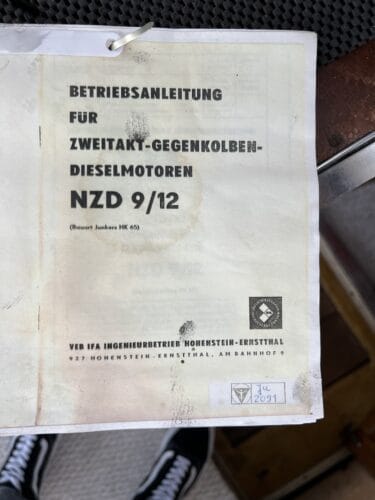 BETRIEBSANLEITUNG
FÜR
ZWEITAKT-GEGENKOLBEN-
DIESELMOTOREN
NZD 9/12
(Bauart Junkers HK 65)
VEB IFA INGENIEURBETRIEB HOHENSTEIN-ERNSTTHAL
927 HOHENSTEIN-ERNSTTHAL, AM BAHNHOF 9
Ju
2091